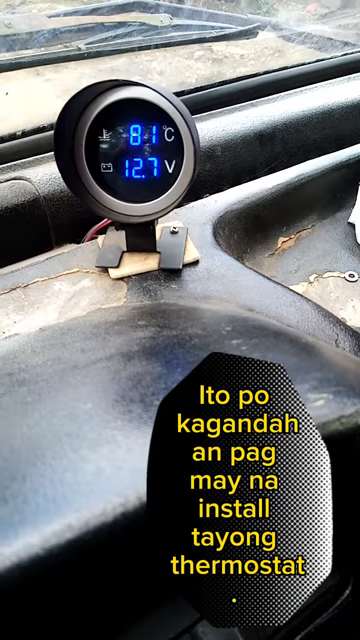 81°C
12.7 V
Ito po
kagandah
an pag
may na
install
tayong
thermostat
.